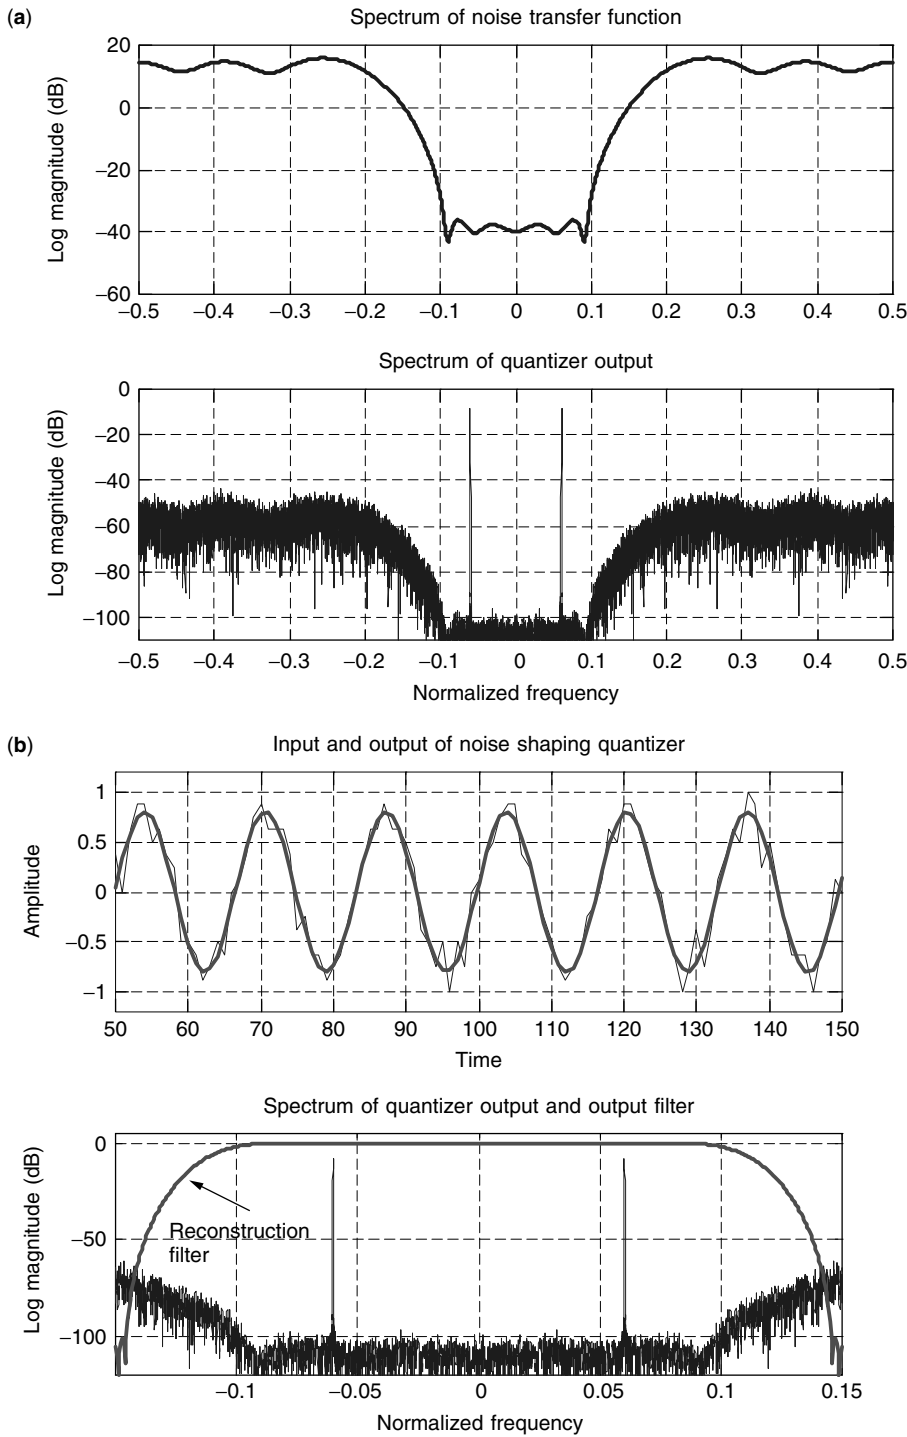 (a)
Spectrum of noise transfer function
Log magnitude (dB)
20
0
−20
−40
−60
−0.5 −0.4 −0.3 −0.2 −0.1 0 0.1 0.2 0.3 0.4 0.5
Spectrum of quantizer output
Log magnitude (dB)
0
−20
−40
−60
−80
−100
−0.5 −0.4 −0.3 −0.2 −0.1 0 0.1 0.2 0.3 0.4 0.5
Normalized frequency
(b)
Input and output of noise shaping quantizer
Amplitude
1
0.5
0
−0.5
−1
50 60 70 80 90 100 110 120 130 140 150
Time
Spectrum of quantizer output and output filter
Log magnitude (dB)
0
−50
−100
Reconstruction
filter
−0.1 −0.05 0 0.05 0.1 0.15
Normalized frequency